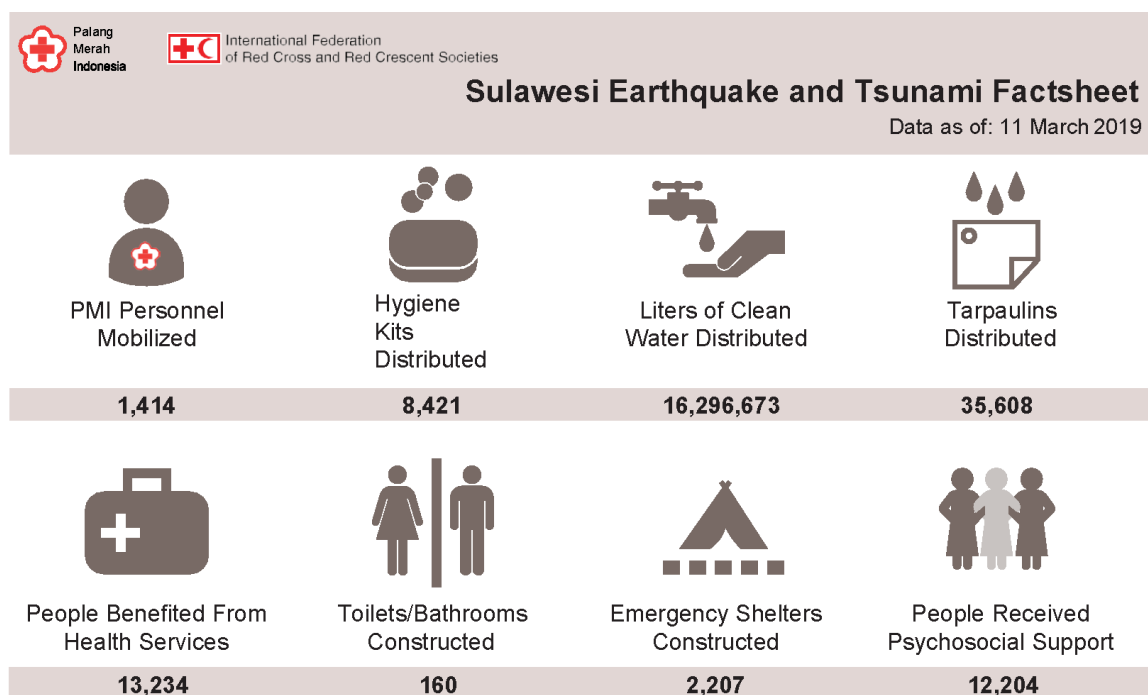 Palang
Merah
Indonesia
International Federation
of Red Cross and Red Crescent Societies
Sulawesi Earthquake and Tsunami Factsheet
Data as of: 11 March 2019
PMI Personnel
Mobilized
1,414
Hygiene
Kits
Distributed
8,421
Liters of Clean
Water Distributed
16,296,673
Tarpaulins
Distributed
35,608
People Benefited From
Health Services
13,234
Toilets/Bathrooms
Constructed
160
Emergency Shelters
Constructed
2,207
People Received
Psychosocial Support
12,204